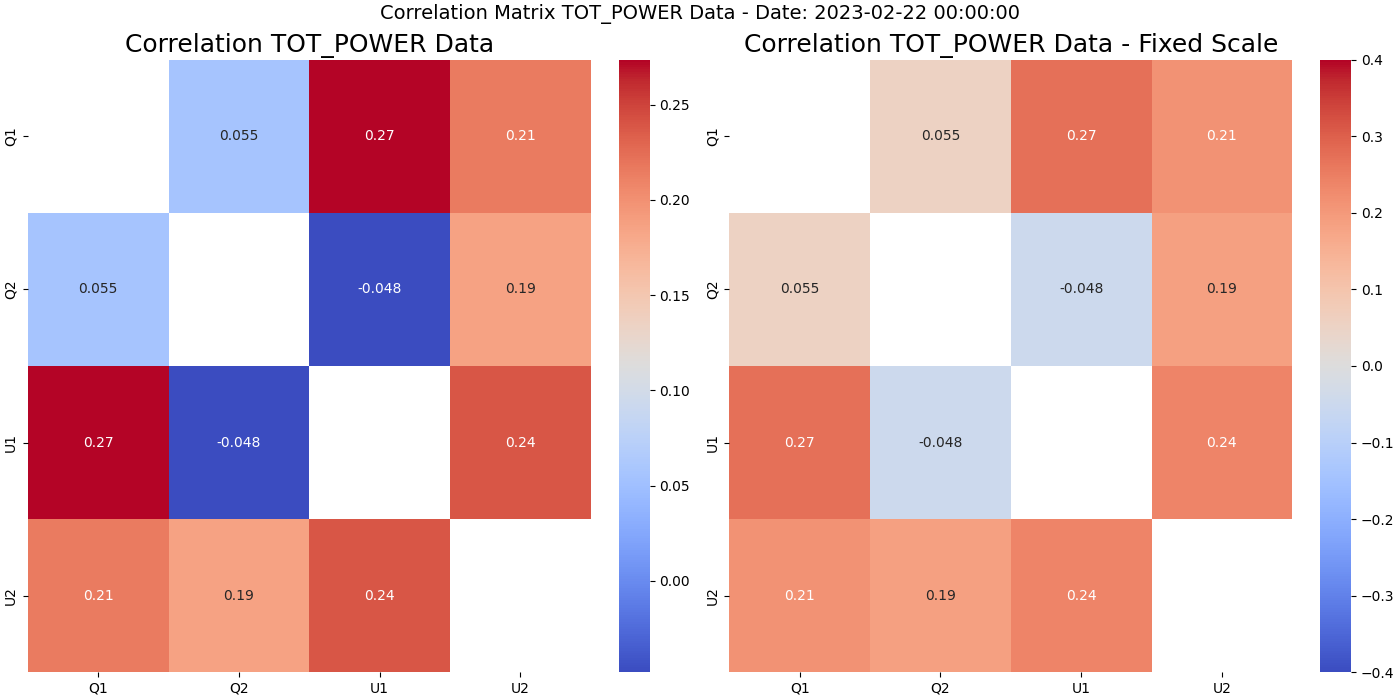 Correlation Matrix TOT_POWER Data - Date: 2023-02-22 00:00:00
Correlation TOT_POWER Data
Q1
0.055
0.27
0.21
Q2
0.055
-0.048
0.19
U1
0.27
-0.048
0.24
U2
0.21
0.19
0.24
Q1
Q2
U1
U2
0.25
0.20
0.15
0.10
0.05
0.00
Correlation TOT_POWER Data - Fixed Scale
Q1
0.055
0.27
0.21
Q2
0.055
-0.048
0.19
U1
0.27
-0.048
0.24
U2
0.21
0.19
0.24
Q1
Q2
U1
U2
0.4
0.3
0.2
0.1
0.0
−0.1
−0.2
−0.3
−0.4